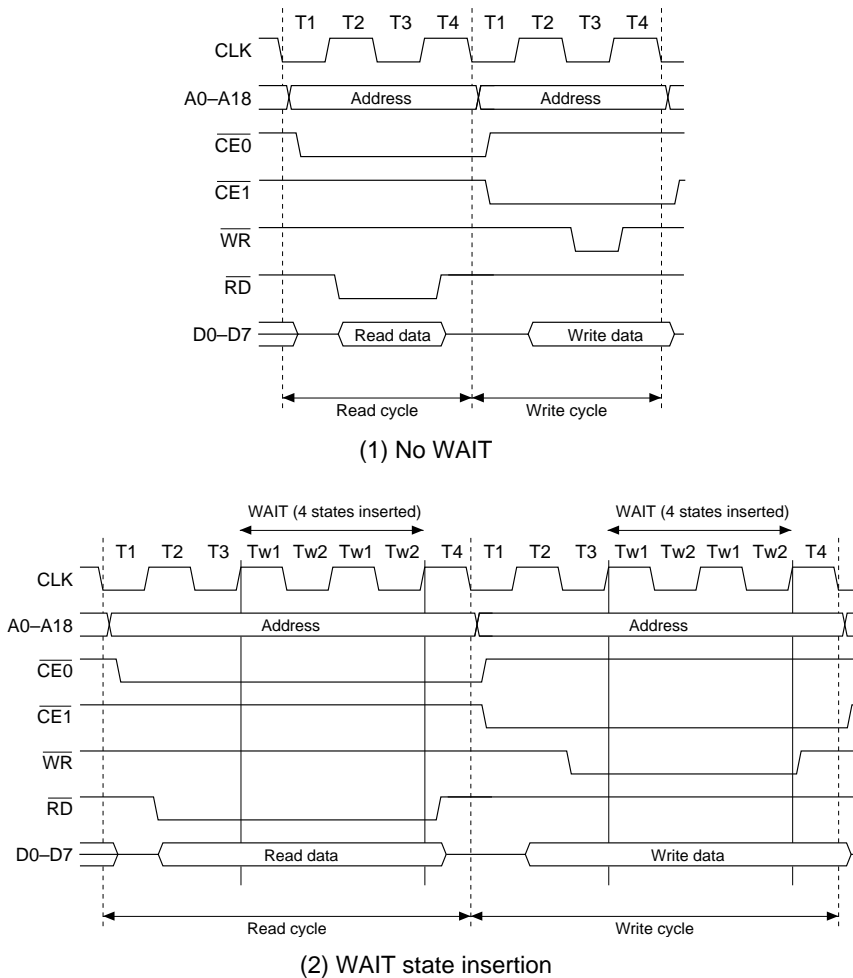 T1 T2 T3 T4 T1 T2 T3 T4
CLK
A0–A18 Address Address
CE0
CE1
WR
RD
D0–D7 Read data Write data
Read cycle Write cycle
(1) No WAIT
WAIT (4 states inserted) WAIT (4 states inserted)
T1 T2 T3 Tw1 Tw2 Tw1 Tw2 T4 T1 T2 T3 Tw1 Tw2 Tw1 Tw2 T4
CLK
A0–A18 Address Address
CE0
CE1
WR
RD
D0–D7 Read data Write data
Read cycle Write cycle
(2) WAIT state insertion